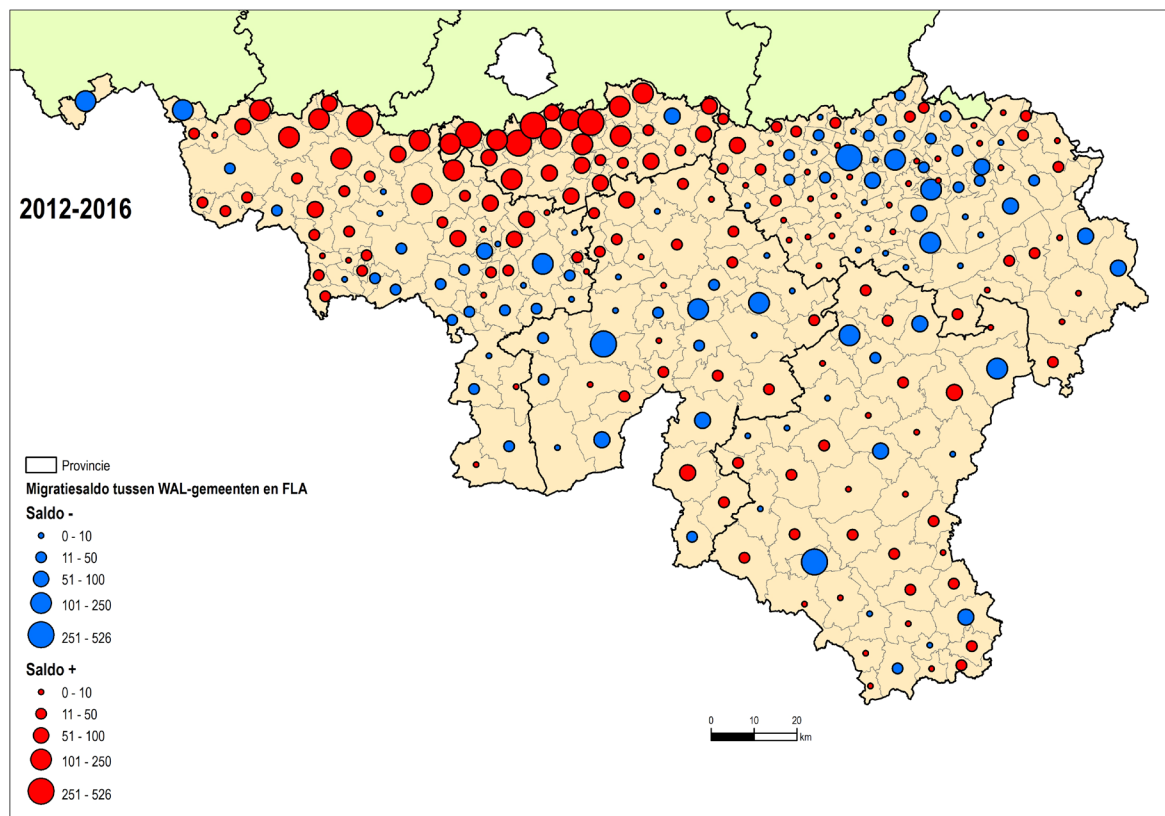 2012-2016
Provincie
Migratiesaldo tussen WAL-gemeenten en FLA
Saldo -
0 - 10
11 - 50
51 - 100
101 - 250
251 - 526
Saldo +
0 - 10
11 - 50
51 - 100
101 - 250
251 - 526
0 10 20
km